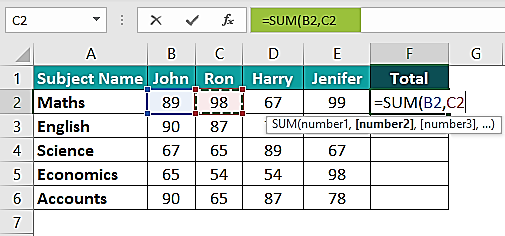 C2 fx =SUM(B2,C2
A B C D E F G
1 Subject Name John Ron Harry Jenifer Total
2 Maths 89 98 67 99 =SUM(B2,C2
3 English 90 87
SUM(number1, [number2], [number3], ...)
4 Science 67 65 89 67
5 Economics 65 54 54 98
6 Accounts 90 65 87 78
7